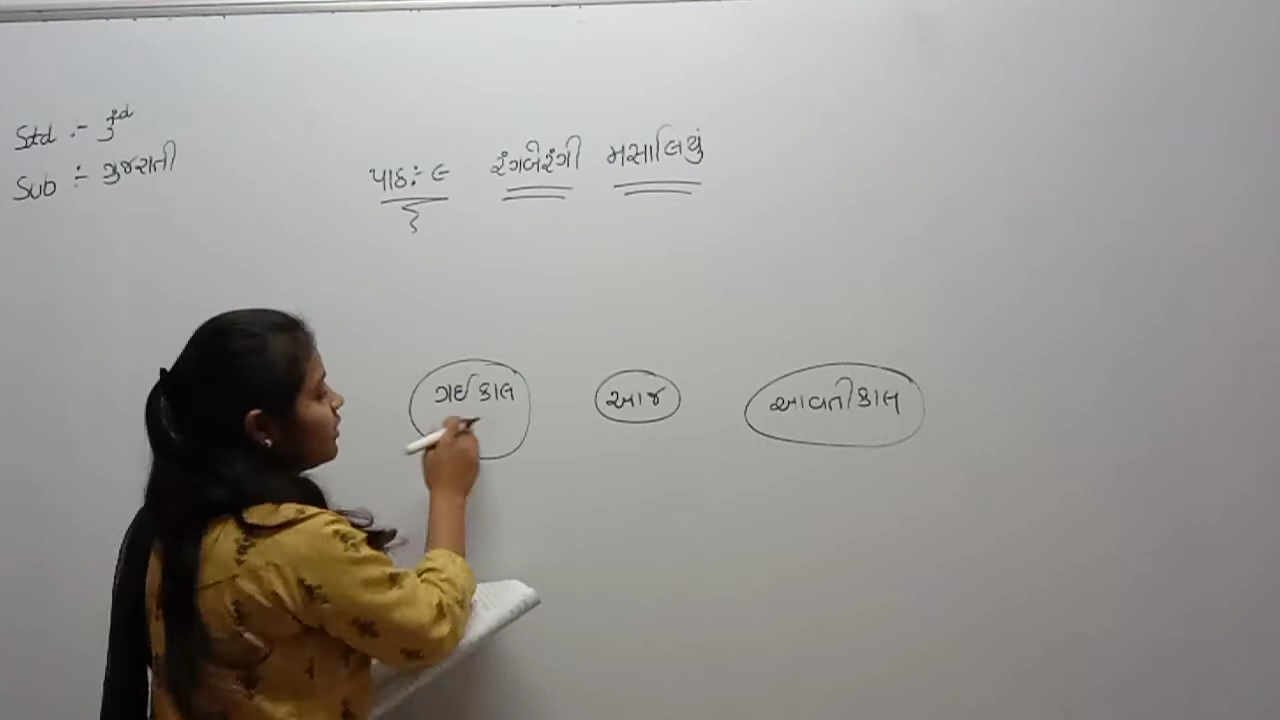 Std :- 3rd
Sub :- ગુજરાતી
પાઠ :- ૯ રંગબેરંગી મસાલિયું
ગઈકાલ આજ આવતીકાલ